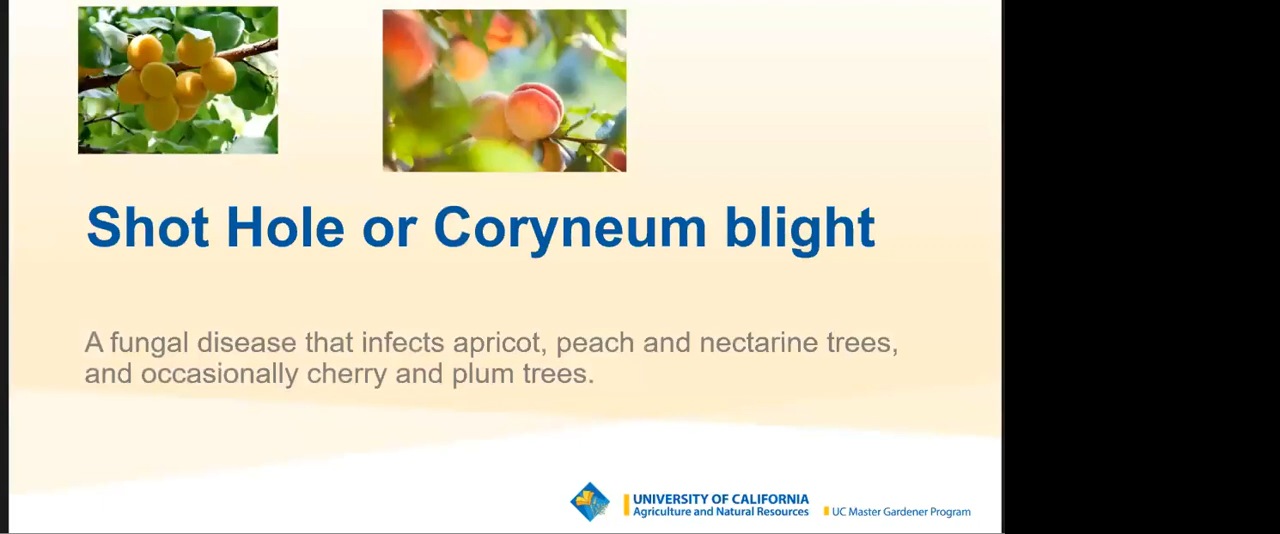 Shot Hole or Coryneum blight
A fungal disease that infects apricot, peach and nectarine trees,
and occasionally cherry and plum trees.
UNIVERSITY OF CALIFORNIA
Agriculture and Natural Resources
UC Master Gardener Program